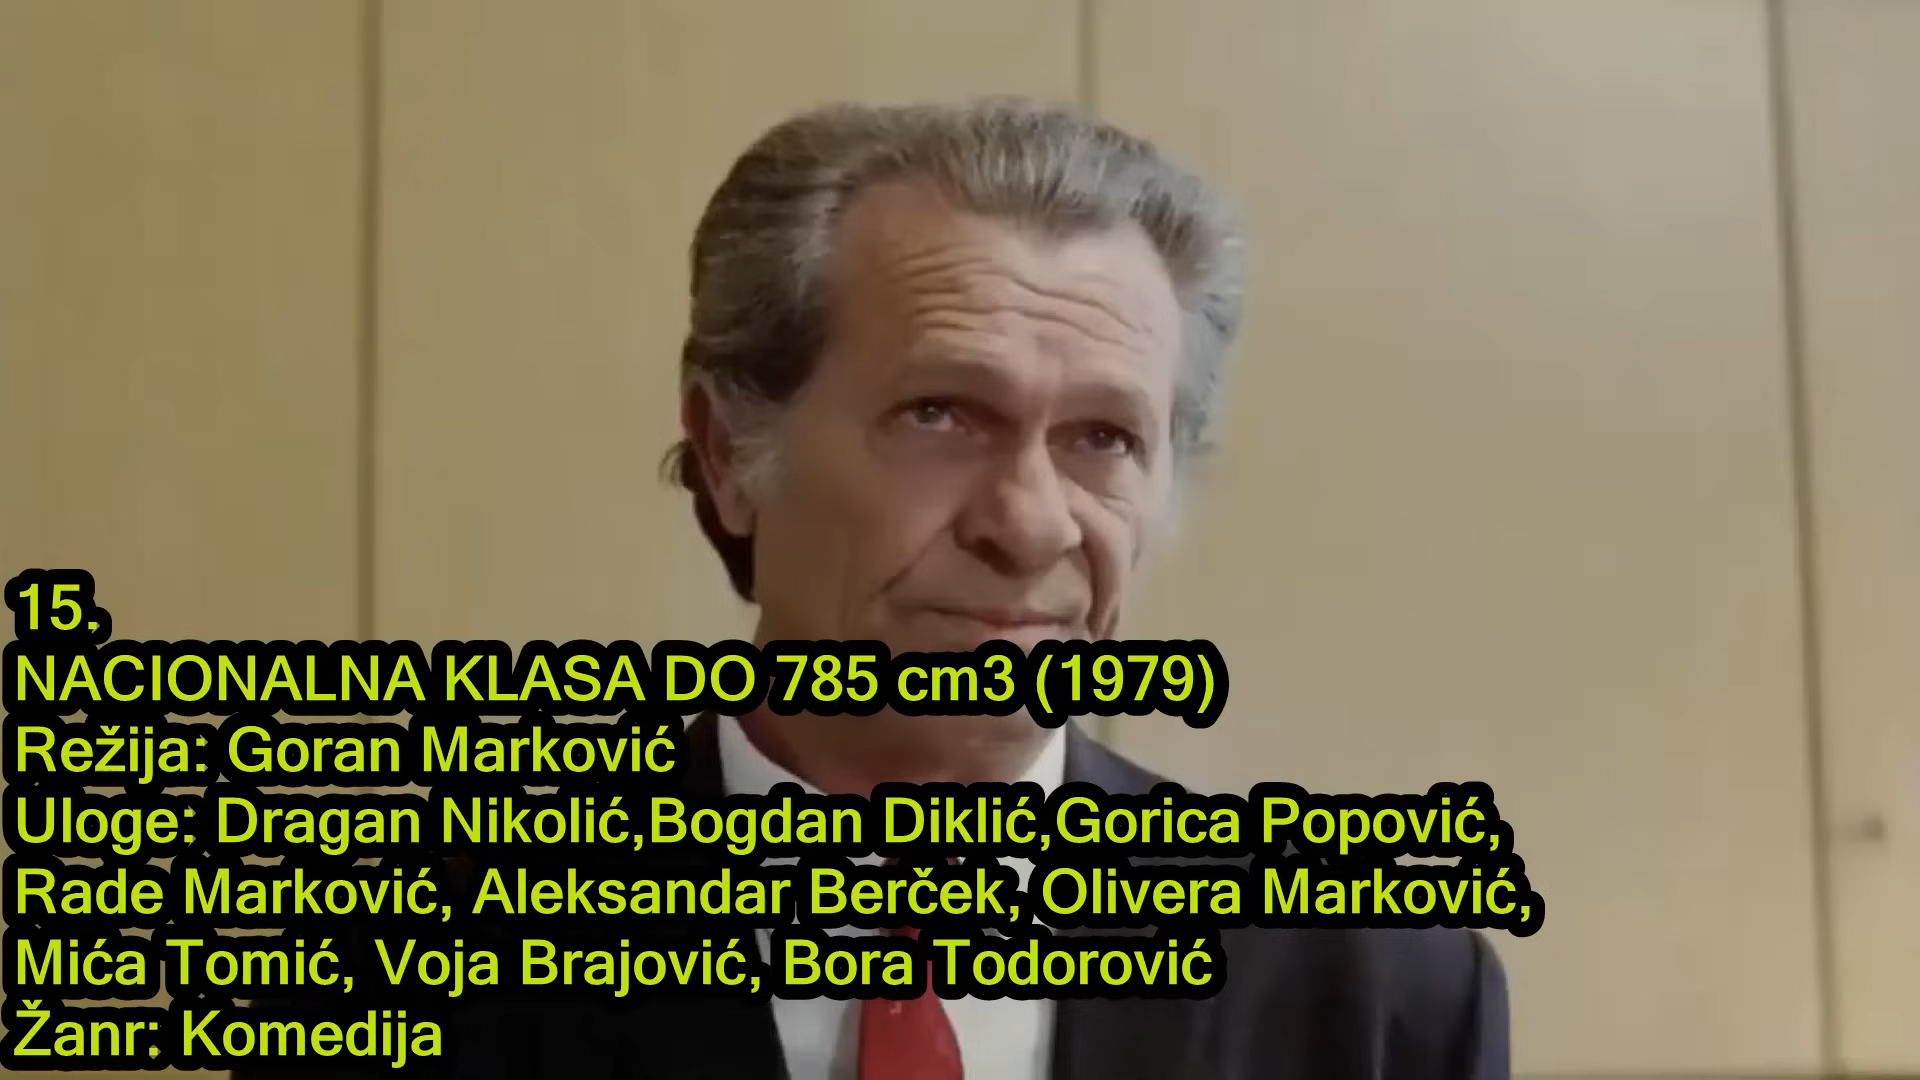 15.
NACIONALNA KLASA DO 785 cm3 (1979)
Režija: Goran Marković
Uloge: Dragan Nikolić,Bogdan Diklić,Gorica Popović,
Rade Marković, Aleksandar Berček, Olivera Marković,
Mića Tomić, Voja Brajović, Bora Todorović
Žanr: Komedija